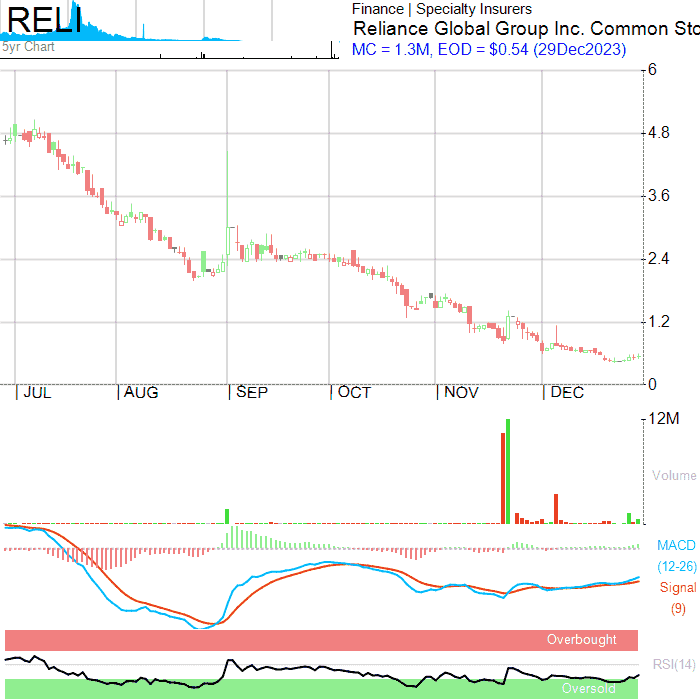 RELI
5yr Chart
Finance | Specialty Insurers
Reliance Global Group Inc. Common Sto
MC = 1.3M, EOD = $0.54 (29Dec2023)
6
4.8
3.6
2.4
1.2
0
JUL AUG SEP OCT NOV DEC
12M
Volume
MACD
(12-26)
Signal
(9)
Overbought
RSI(14)
Oversold